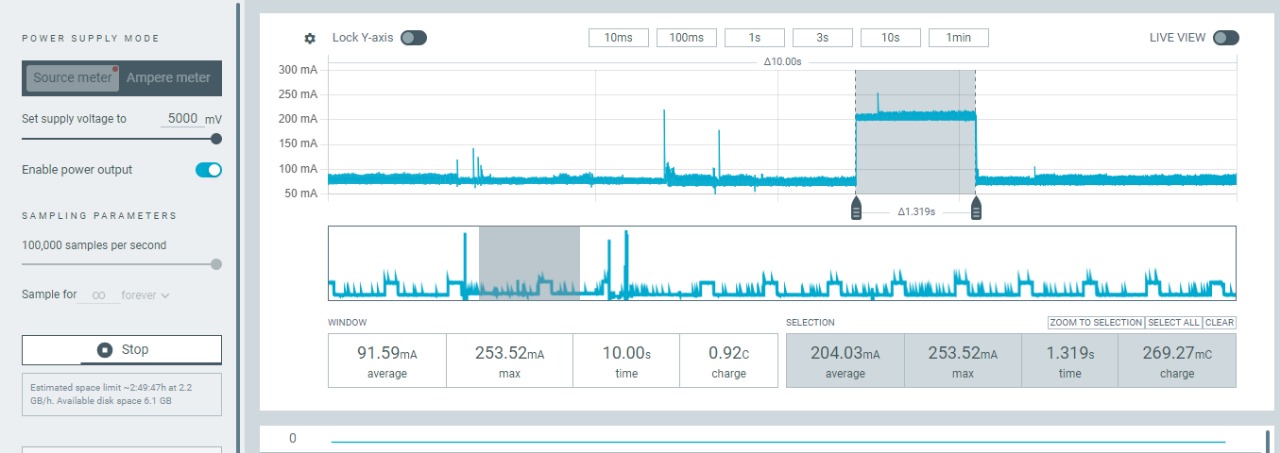 POWER SUPPLY MODE
Source meter Ampere meter
Set supply voltage to 5000 mV
Enable power output
SAMPLING PARAMETERS
100,000 samples per second
Sample for ∞ forever
Stop
Estimated space limit ~2:49:47h at 2.2
GB/h. Available disk space 6.1 GB
Lock Y-axis 10ms 100ms 1s 3s 10s 1min LIVE VIEW
Δ10.00s
300 mA
250 mA
200 mA
150 mA
100 mA
50 mA
Δ1.319s
WINDOW
91.59mA 253.52mA 10.00s 0.92C
average max time charge
SELECTION ZOOM TO SELECTION SELECT ALL CLEAR
204.03mA 253.52mA 1.319s 269.27mC
average max time charge
0